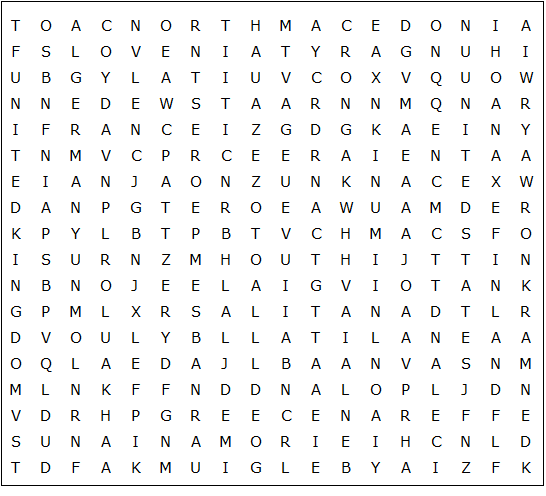 T O A C N O R T H M A C E D O N I A
F S L O V E N I A T Y R A G N U H I
U B G Y L A T I U V C O X V Q U O W
N N E D E W S T A A R N N M Q N A R
I F R A N C E I Z G D G K A E I N Y
T N M V C P R C E E R A I E N T A A
E I A N J A O N Z U N K N A C E X W
D A N P G T E R O E A W U A M D E R
K P Y L B T P B T V C H M A C S F O
I S U R N Z M H O U T H I J T T I N
N B N O J E E L A I G V I O T A N K
G P M L X R S A L I T A N A D T L R
D V O U L Y B L L A T I L A N E A A
O Q L A E D A J L B A A N V A S N M
M L N K F F N D D N A L O P L J D N
V D R H P G R E E C E N A R E F F E
S U N A I N A M O R I E I H C N L D
T D F A K M U I G L E B Y A I Z F K